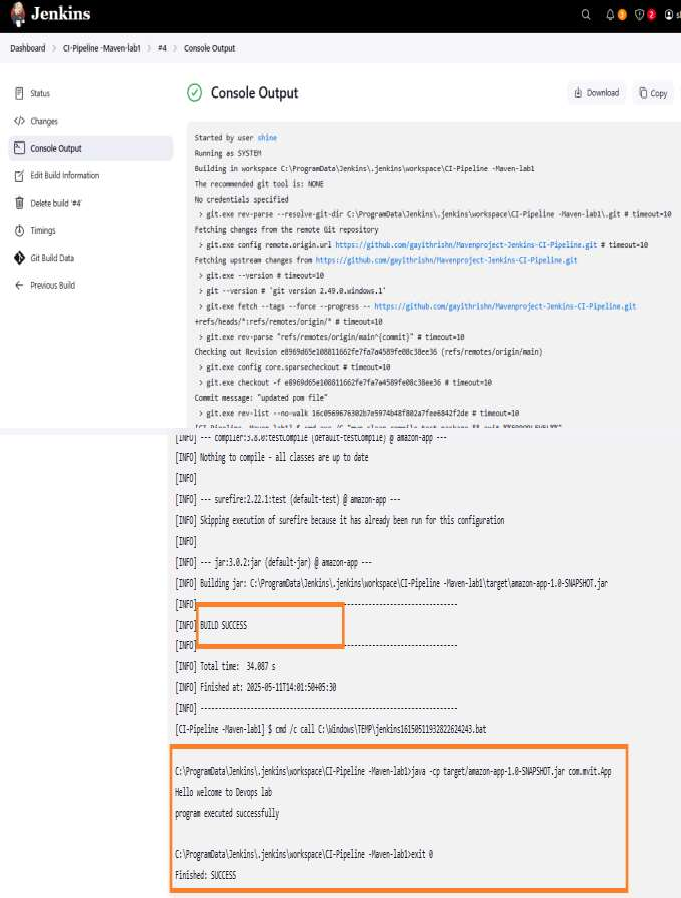 Jenkins
Dashboard > CI-Pipeline -Maven-lab1 > #4 > Console Output
Status
Changes
Console Output
Edit Build Information
Delete build '#4'
Timings
Git Build Data
Previous Build
Console Output
Download
Copy
Started by user shine
Running as SYSTEM
Building in workspace C:\ProgramData\Jenkins\.jenkins\workspace\CI-Pipeline -Maven-lab1
The recommended git tool is: NONE
No credentials specified
> git.exe rev-parse --resolve-git-dir C:\ProgramData\Jenkins\.jenkins\workspace\CI-Pipeline -Maven-lab1\.git # timeout=10
Fetching changes from the remote Git repository
> git.exe config remote.origin.url https://github.com/gayithrishn/Mavenproject-Jenkins-CI-Pipeline.git # timeout=10
Fetching upstream changes from https://github.com/gayithrishn/Mavenproject-Jenkins-CI-Pipeline.git
> git.exe --version # timeout=10
> git --version # 'git version 2.49.0.windows.1'
> git.exe fetch --tags --force --progress -- https://github.com/gayithrishn/Mavenproject-Jenkins-CI-Pipeline.git
+refs/heads/*:refs/remotes/origin/* # timeout=10
> git.exe rev-parse "refs/remotes/origin/main^{commit}" # timeout=10
Checking out Revision e8969d65e108811662fe7fa7a4589fe08c38ee36 (refs/remotes/origin/main)
> git.exe config core.sparsecheckout # timeout=10
> git.exe checkout -f e8969d65e108811662fe7fa7a4589fe08c38ee36 # timeout=10
Commit message: "updated pom file"
> git.exe rev-list --no-walk 16c0569676302b7e5974b48f802a7fee6842f2de # timeout=10
[INFO] --- compiler:3.8.0:testCompile (default-testCompile) @ amazon-app ---
[INFO] Nothing to compile - all classes are up to date
[INFO]
[INFO] --- surefire:2.22.1:test (default-test) @ amazon-app ---
[INFO] Skipping execution of surefire because it has already been run for this configuration
[INFO]
[INFO] --- jar:3.0.2:jar (default-jar) @ amazon-app ---
[INFO] Building jar: C:\ProgramData\Jenkins\.jenkins\workspace\CI-Pipeline -Maven-lab1\target\amazon-app-1.0-SNAPSHOT.jar
[INFO] ------------------------------
[INFO] BUILD SUCCESS
[INFO] ------------------------------
[INFO] Total time:  34.087 s
[INFO] Finished at: 2025-05-11T14:01:50+05:30
[INFO] ------------------------------------------------------------------------
[CI-Pipeline -Maven-lab1] $ cmd /c call C:\Windows\TEMP\jenkins16150511932822624243.bat
C:\ProgramData\Jenkins\.jenkins\workspace\CI-Pipeline -Maven-lab1>java -cp target/amazon-app-1.0-SNAPSHOT.jar com.mvit.App
Hello welcome to Devops lab
program executed successfully
C:\ProgramData\Jenkins\.jenkins\workspace\CI-Pipeline -Maven-lab1>exit 0
Finished: SUCCESS